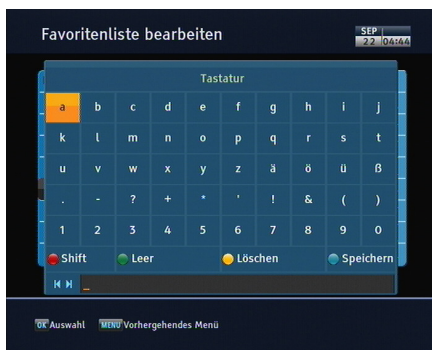 Favoritenliste bearbeiten
SEP
22 04:44
Tastatur
a b c d e f g h i j
k l m n o p q r s t
u v w x y z ä ö ü ß
. - ? + * ' ! & ( )
1 2 3 4 5 6 7 8 9 0
Shift Leer Löschen Speichern
_
OK Auswahl MENU Vorhergehendes Menü